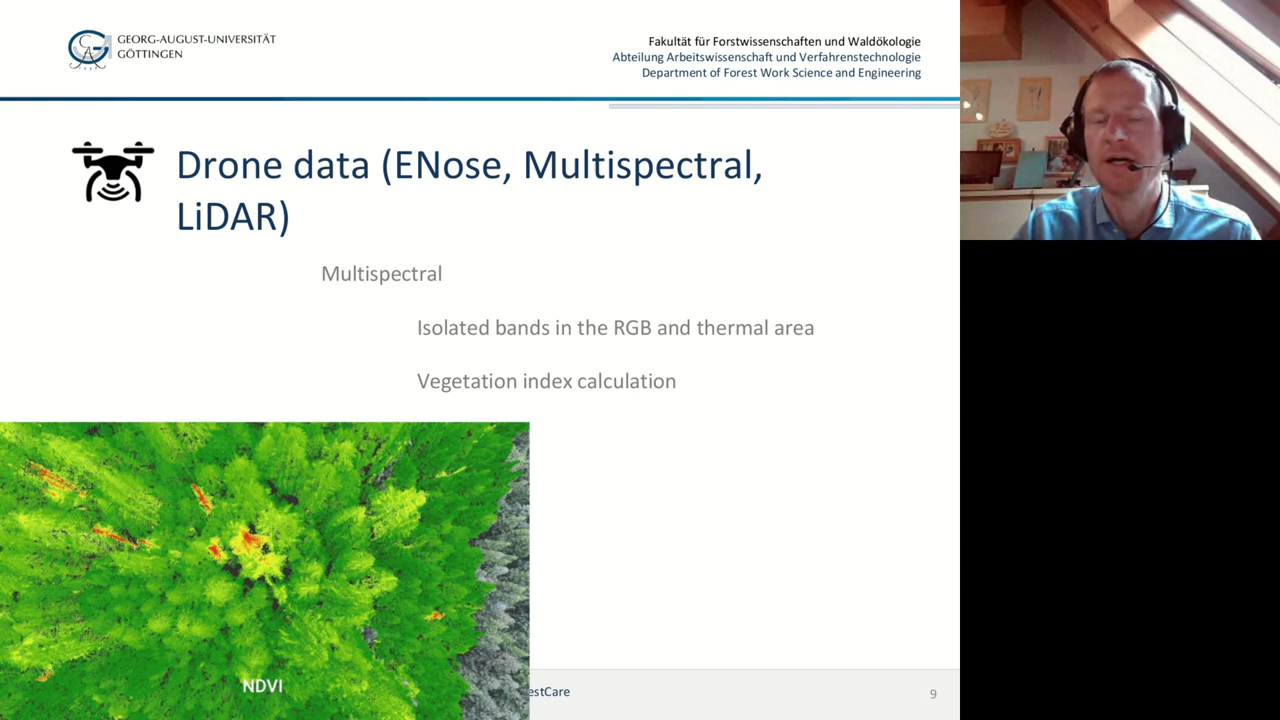 GEORG-AUGUST-UNIVERSITÄT
GÖTTINGEN
Fakultät für Forstwissenschaften und Waldökologie
Abteilung Arbeitswissenschaft und Verfahrenstechnologie
Department of Forest Work Science and Engineering
Drone data (ENose, Multispectral,
LiDAR)
Multispectral
Isolated bands in the RGB and thermal area
Vegetation index calculation
NDVI
estCare
9